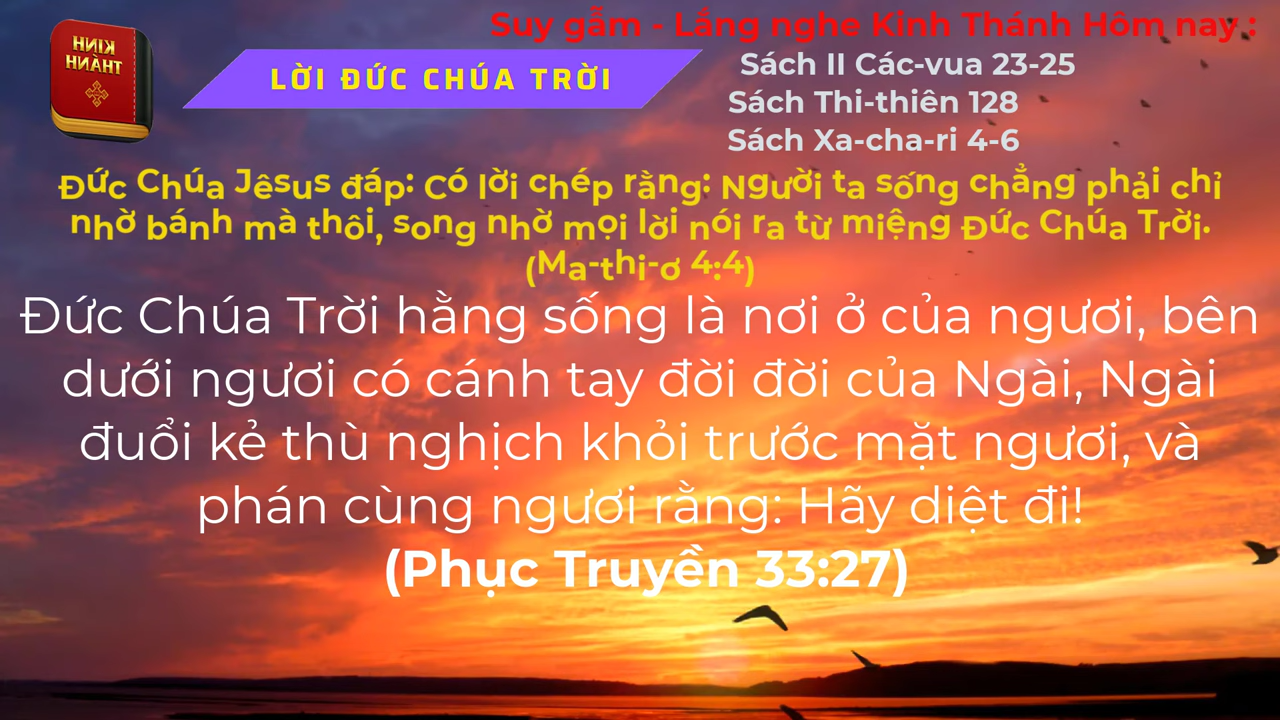 Suy gẫm - Lắng nghe Kinh Thánh Hôm nay :
KINH
THÁNH
LỜI ĐỨC CHÚA TRỜI
Sách II Các-vua 23-25
Sách Thi-thiên 128
Sách Xa-cha-ri 4-6
Đức Chúa Jêsus đáp: Có lời chép rằng: Người ta sống chẳng phải chỉ
nhờ bánh mà thôi, song nhờ mọi lời nói ra từ miệng Đức Chúa Trời.
(Ma-thi-ơ 4:4)
Đức Chúa Trời hằng sống là nơi ở của ngươi, bên
dưới ngươi có cánh tay đời đời của Ngài, Ngài
đuổi kẻ thù nghịch khỏi trước mặt ngươi, và
phán cùng ngươi rằng: Hãy diệt đi!
(Phục Truyền 33:27)